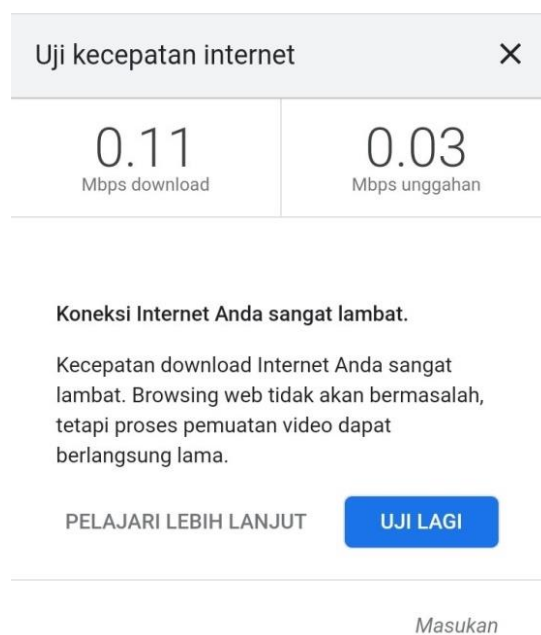 Uji kecepatan internet
0.11
Mbps download
0.03
Mbps unggahan
Koneksi Internet Anda sangat lambat.
Kecepatan download Internet Anda sangat
lambat. Browsing web tidak akan bermasalah,
tetapi proses pemuatan video dapat
berlangsung lama.
PELAJARI LEBIH LANJUT
UJI LAGI
Masukan